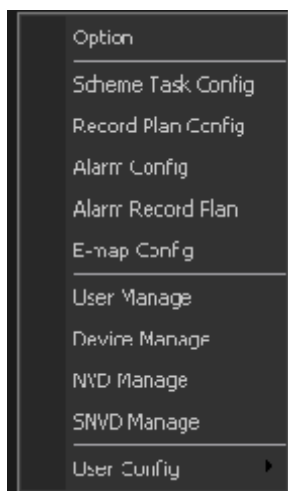 Option
Scheme Task Config
Record Plan Config
Alarm Config
Alarm Record Plan
E-map Config
User Manage
Device Manage
NVD Manage
SNVD Manage
User Config